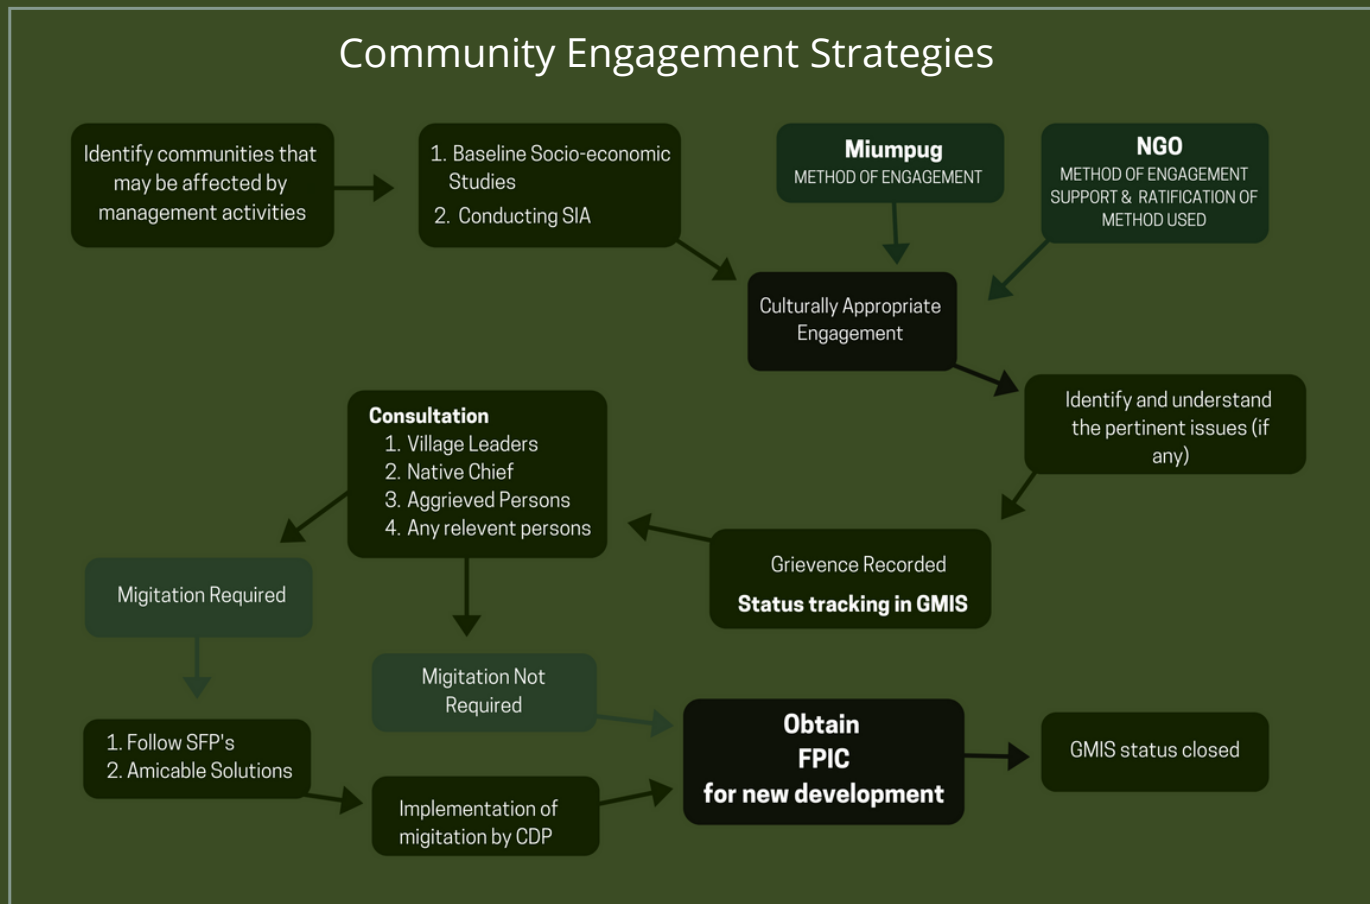 Community Engagement Strategies
Identify communities that
may be affected by
management activities
1. Baseline Socio-economic
Studies
2. Conducting SIA
Miumpug
METHOD OF ENGAGEMENT
NGO
METHOD OF ENGAGEMENT
SUPPORT & RATIFICATION OF
METHOD USED
Culturally Appropriate
Engagement
Identify and understand
the pertinent issues (if
any)
Grievence Recorded
Status tracking in GMIS
Consultation
1. Village Leaders
2. Native Chief
3. Aggrieved Persons
4. Any relevent persons
Migitation Required
Migitation Not
Required
1. Follow SFP's
2. Amicable Solutions
Implementation of
migitation by CDP
Obtain
FPIC
for new development
GMIS status closed